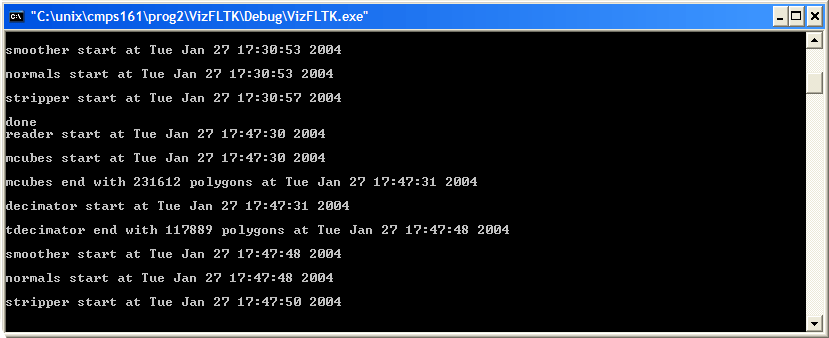 "C:\unix\cmps161\prog2\VizFLTK\Debug\VizFLTK.exe"
smoother start at Tue Jan 27 17:30:53 2004
normals start at Tue Jan 27 17:30:53 2004
stripper start at Tue Jan 27 17:30:57 2004
done
reader start at Tue Jan 27 17:47:30 2004
mcubes start at Tue Jan 27 17:47:30 2004
mcubes end with 231612 polygons at Tue Jan 27 17:47:31 2004
decimator start at Tue Jan 27 17:47:31 2004
tdecimator end with 117889 polygons at Tue Jan 27 17:47:48 2004
smoother start at Tue Jan 27 17:47:48 2004
normals start at Tue Jan 27 17:47:48 2004
stripper start at Tue Jan 27 17:47:50 2004